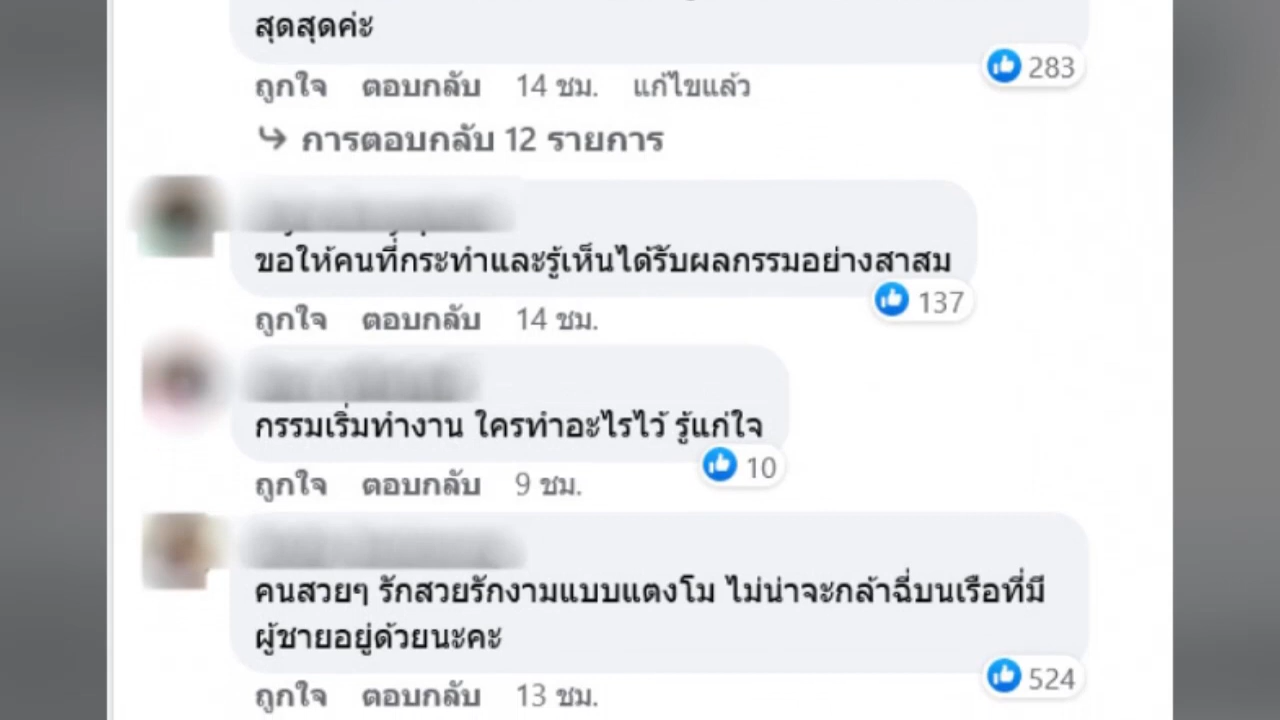 สุดสุดค่ะ
283
ถูกใจ ตอบกลับ 14 ชม. แก้ไขแล้ว
การตอบกลับ 12 รายการ
ขอให้คนที่กระทำและรู้เห็นได้รับผลกรรมอย่างสาสม
137
ถูกใจ ตอบกลับ 14 ชม.
กรรมเริ่มทำงาน ใครทำอะไรไว้ รู้แก่ใจ
10
ถูกใจ ตอบกลับ 9 ชม.
คนสวยๆ รักสวยรักงามแบบแตงโม ไม่น่าจะกล้าฉี่บนเรือที่มี
ผู้ชายอยู่ด้วยนะคะ
524
ถูกใจ ตอบกลับ 13 ชม.